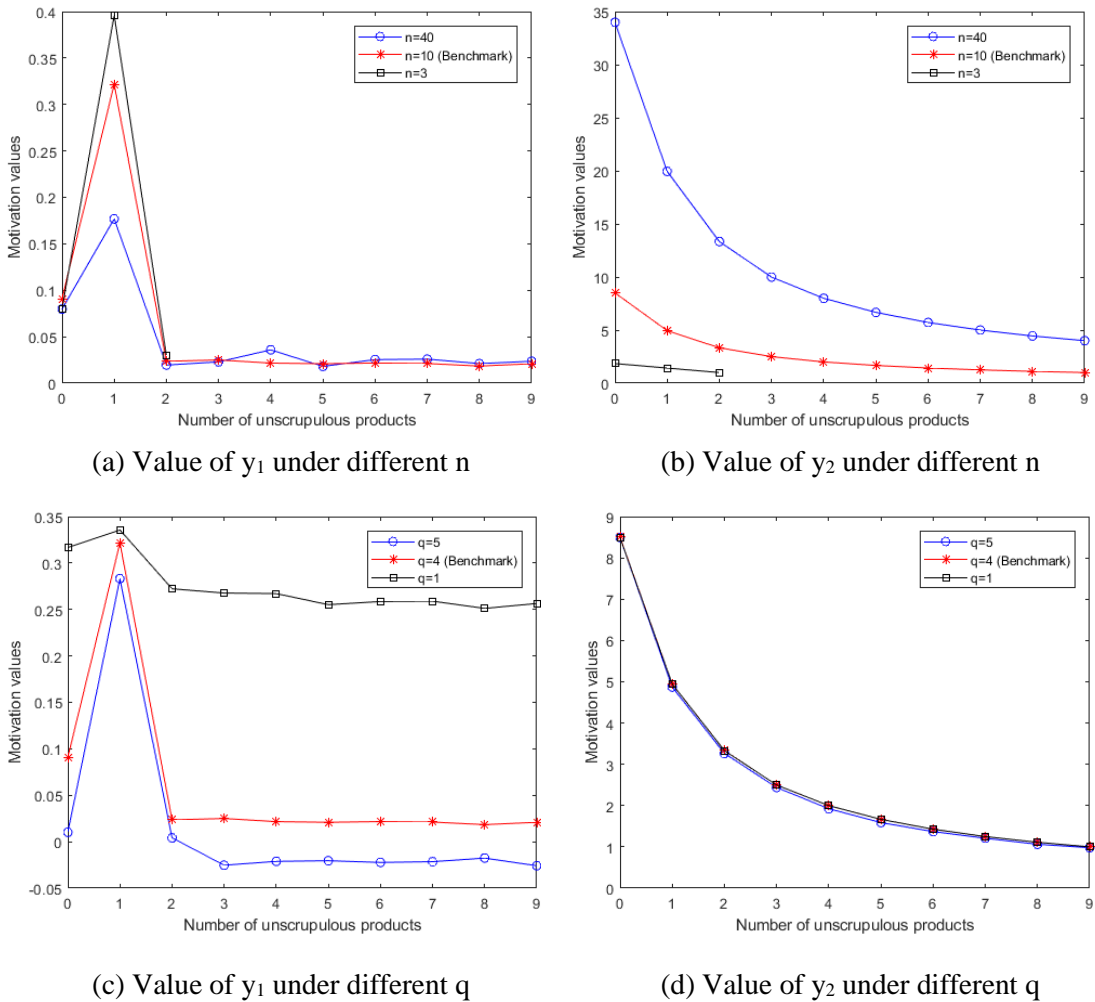 0.4
0.35
0.3
0.25
0.2
0.15
0.1
0.05
0
Motivation values
n=40
n=10 (Benchmark)
n=3
0 1 2 3 4 5 6 7 8 9
Number of unscrupulous products
(a) Value of y₁ under different n
35
30
25
20
15
10
5
0
Motivation values
n=40
n=10 (Benchmark)
n=3
0 1 2 3 4 5 6 7 8 9
Number of unscrupulous products
(b) Value of y₂ under different n
0.35
0.3
0.25
0.2
0.15
0.1
0.05
0
-0.05
Motivation values
q=5
q=4 (Benchmark)
q=1
0 1 2 3 4 5 6 7 8 9
Number of unscrupulous products
(c) Value of y₁ under different q
9
8
7
6
5
4
3
2
1
0
Motivation values
q=5
q=4 (Benchmark)
q=1
0 1 2 3 4 5 6 7 8 9
Number of unscrupulous products
(d) Value of y₂ under different q